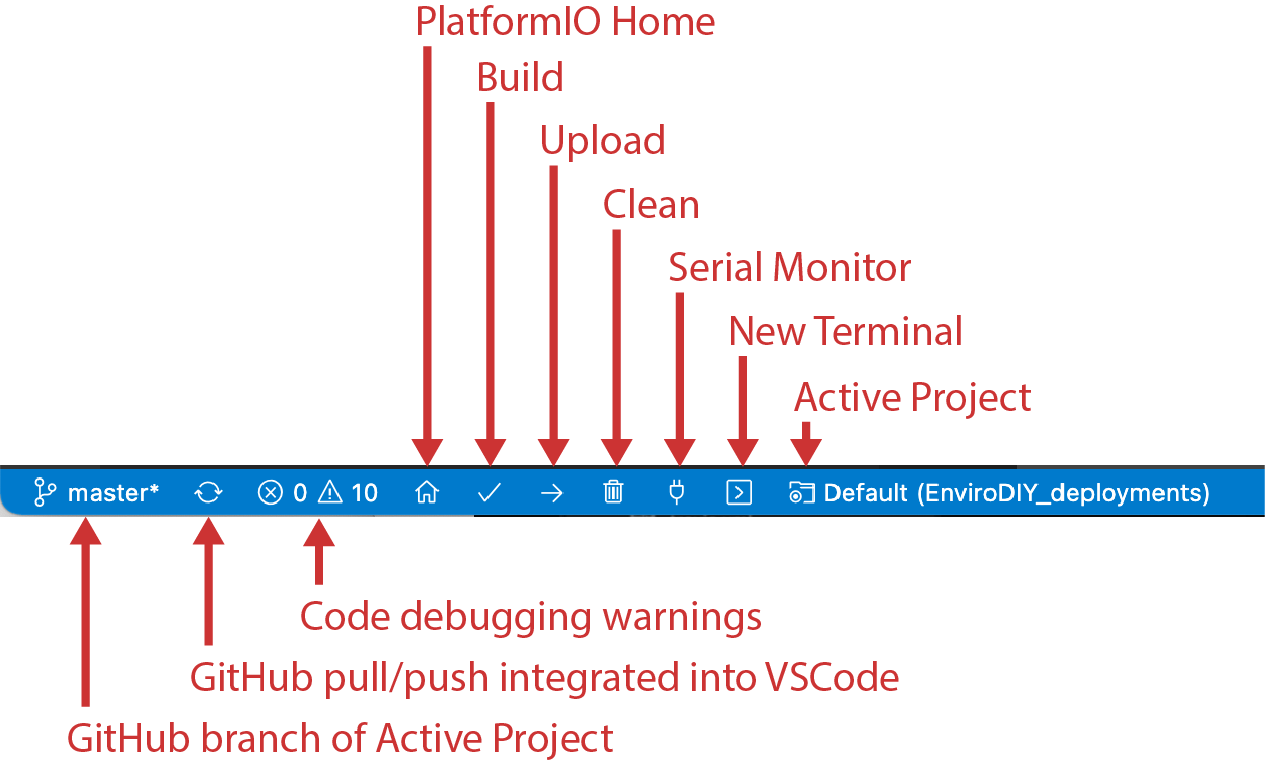 PlatformIO Home
Build
Upload
Clean
Serial Monitor
New Terminal
Active Project
master* 0 10 Default (EnviroDIY_deployments)
Code debugging warnings
GitHub pull/push integrated into VSCode
GitHub branch of Active Project